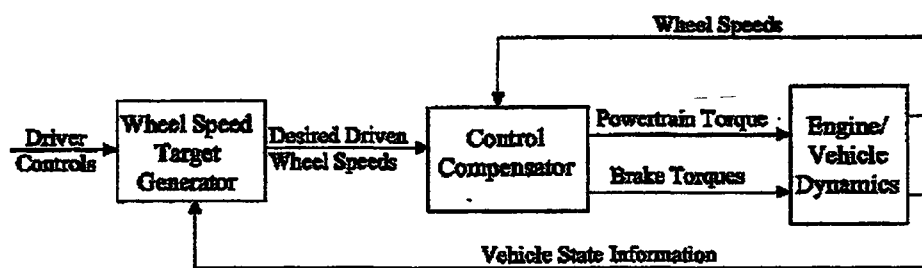 Wheel Speeds
Driver
Controls
Wheel Speed
Target
Generator
Desired Driven
Wheel Speeds
Control
Compensator
Powertrain Torque
Brake Torques
Engine/
Vehicle
Dynamics
Vehicle State Information